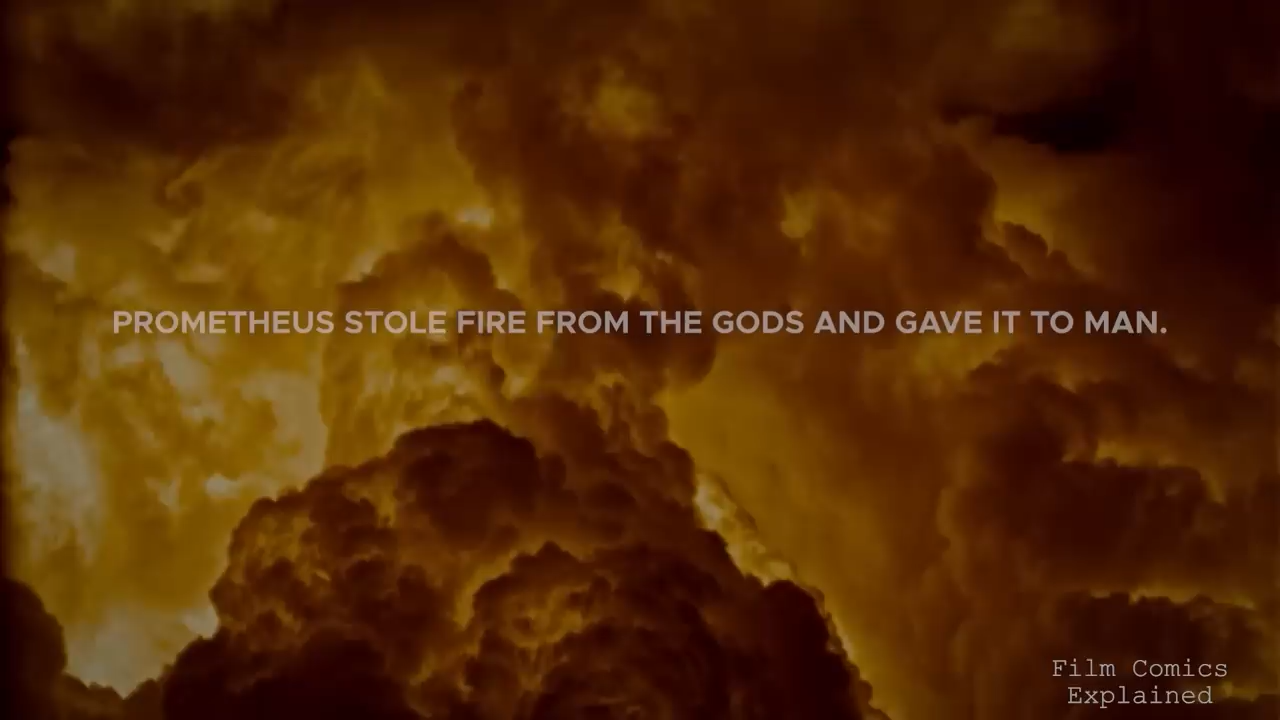 PROMETHEUS STOLE FIRE FROM THE GODS AND GAVE IT TO MAN.
Film Comics
Explained